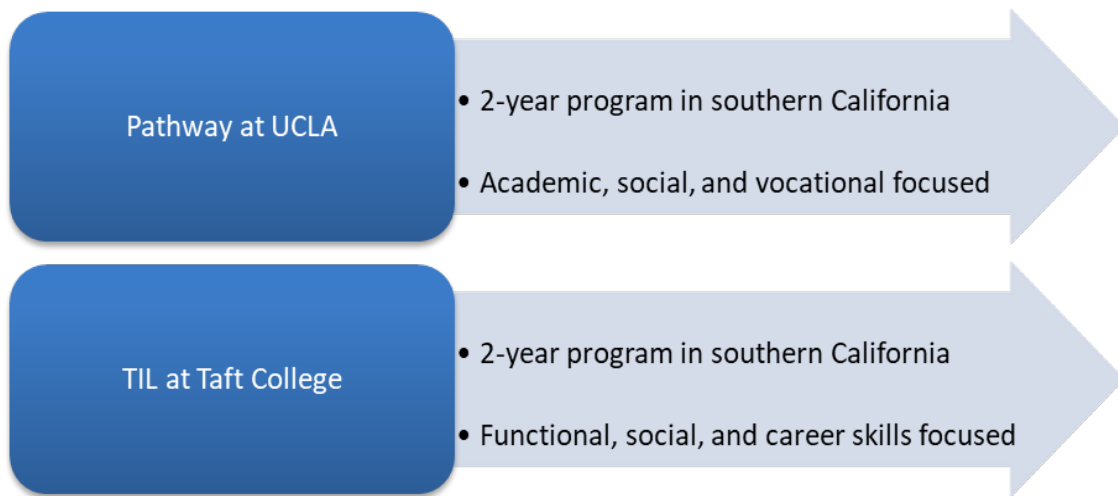 Pathway at UCLA
• 2-year program in southern California
• Academic, social, and vocational focused
TIL at Taft College
• 2-year program in southern California
• Functional, social, and career skills focused